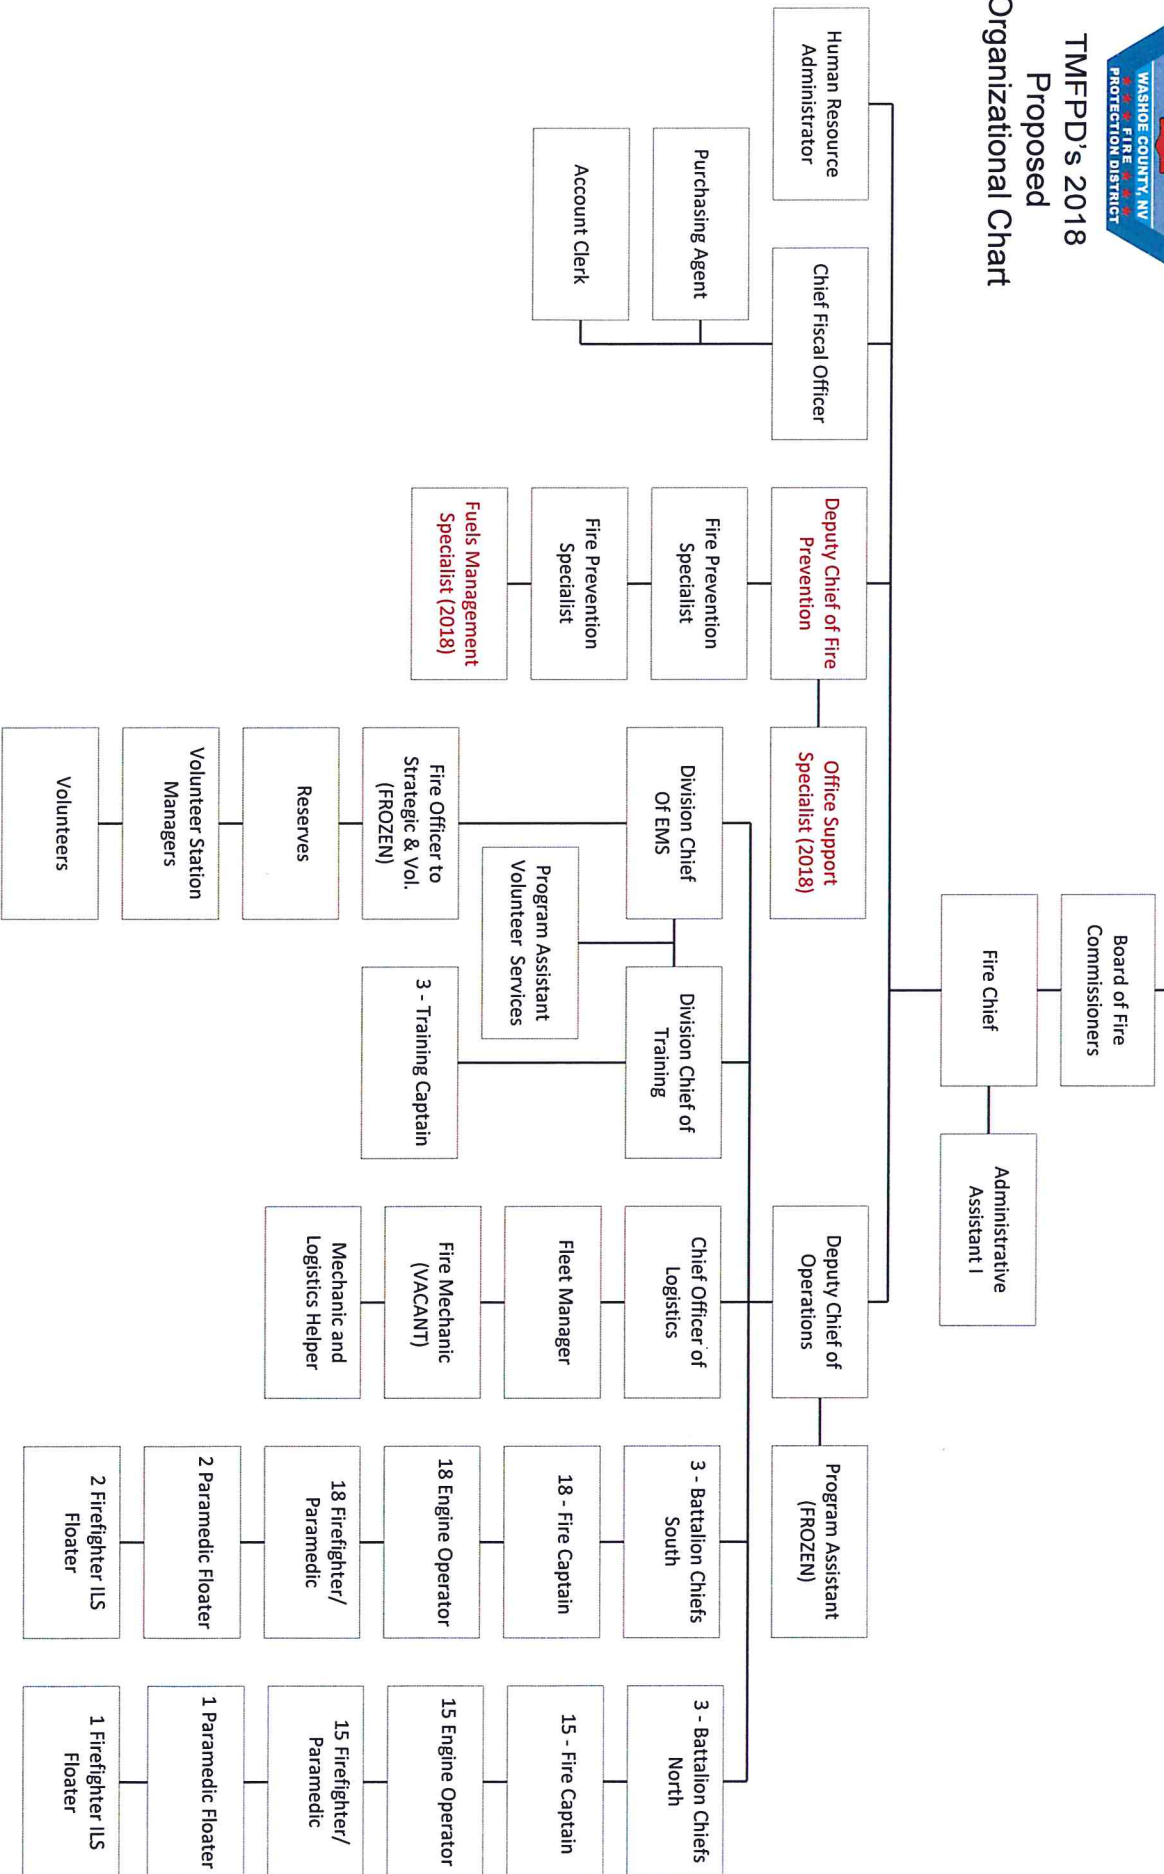 WASHOE COUNTY, NV
★ ★ ★ FIRE ★ ★ ★
PROTECTION DISTRICT
TMFPD's 2018
Proposed
Organizational Chart
Board of Fire
Commissioners
Fire Chief
Administrative
Assistant I
Human Resource
Administrator
Chief Fiscal Officer
Purchasing Agent
Account Clerk
Deputy Chief of Fire
Prevention
Office Support
Specialist (2018)
Fire Prevention
Specialist
Fire Prevention
Specialist
Fuels Management
Specialist (2018)
Deputy Chief of
Operations
Program Assistant
(FROZEN)
Division Chief
Of EMS
Division Chief of
Training
Program Assistant
Volunteer Services
Fire Officer to
Strategic & Vol.
(FROZEN)
Reserves
Volunteer Station
Managers
Volunteers
3 - Training Captain
Chief Officer of
Logistics
Fleet Manager
Fire Mechanic
(VACANT)
Mechanic and
Logistics Helper
3 - Battalion Chiefs
South
18 - Fire Captain
18 Engine Operator
18 Firefighter/
Paramedic
2 Paramedic Floater
2 Firefighter ILS
Floater
3 - Battalion Chiefs
North
15 - Fire Captain
15 Engine Operator
15 Firefighter/
Paramedic
1 Paramedic Floater
1 Firefighter ILS
Floater